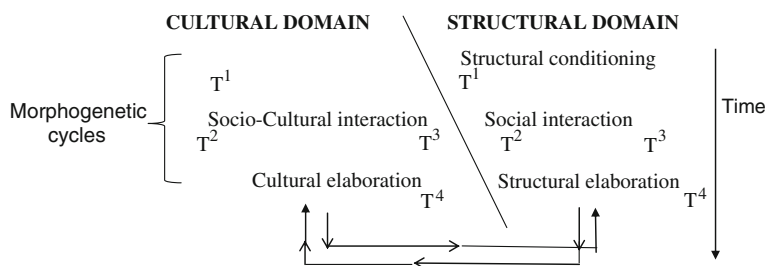 CULTURAL DOMAIN STRUCTURAL DOMAIN
Structural conditioning
T1 T1
Morphogenetic
cycles
Time
Socio-Cultural interaction Social interaction
T2 T3 T2 T3
Cultural elaboration Structural elaboration
T4 T4